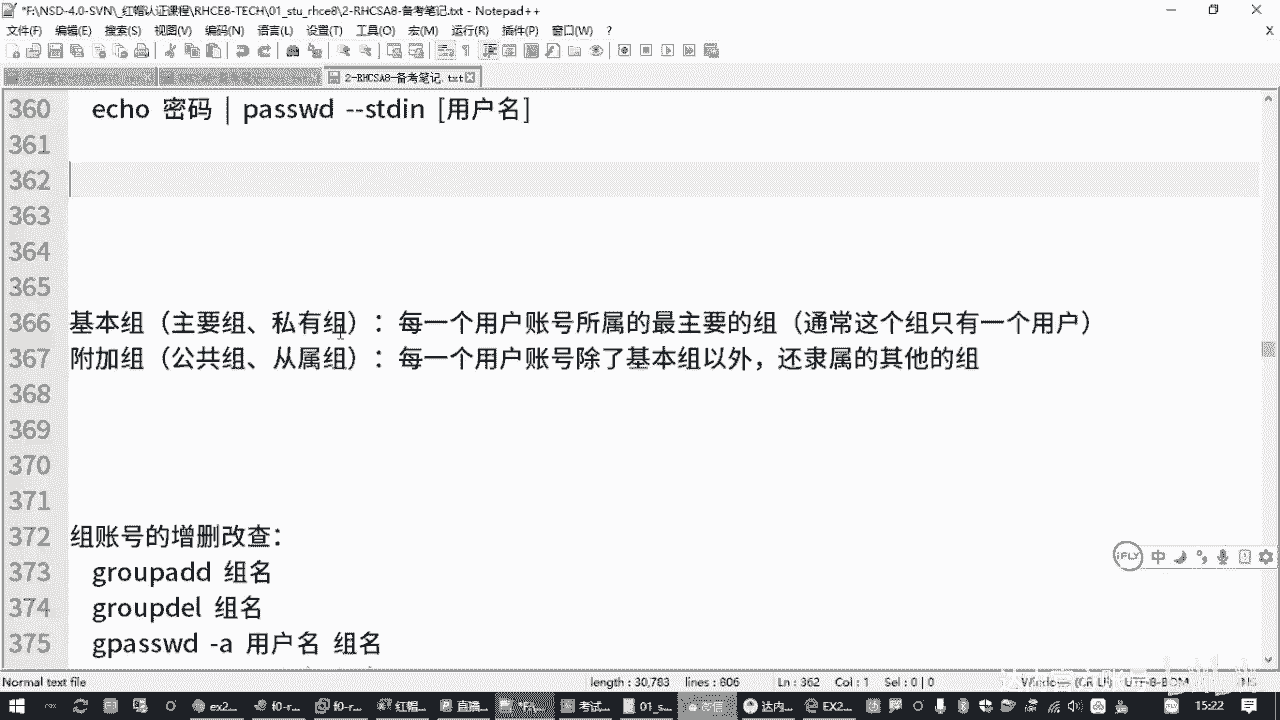 *F:\NSD-4.0-SVN\_红帽认证课程\RHCE8-TECH\01_stu_rhce8\2-RHCSA8-备考笔记.txt - Notepad++
文件(F) 编辑(E) 搜索(S) 视图(V) 编码(N) 语言(L) 设置(T) 工具(O) 宏(M) 运行(R) 插件(P) 窗口(W) ? X
2-RHCSA8-备考笔记.txt
360 echo 密码 | passwd --stdin [用户名]
361
362
363
364
365
366 基本组（主要组、私有组）：每一个用户账号所属的最主要的组（通常这个组只有一个用户）
367 附加组（公共组、从属组）：每一个用户账号除了基本组以外，还隶属的其他的组
368
369
370
371
372 组账号的增删改查：
373 groupadd 组名
374 groupdel 组名
375 gpasswd -a 用户名 组名
iFLY 中
Normal text file length : 30,783 lines : 806 Ln : 362 Col : 1 Sel : 0 | 0 Windows (CR LF) UTF-8-BOM INS
ex2... f0-r... f0-r... 红帽... 直播... 考试... 01_s... 达内... EX2... 15:22